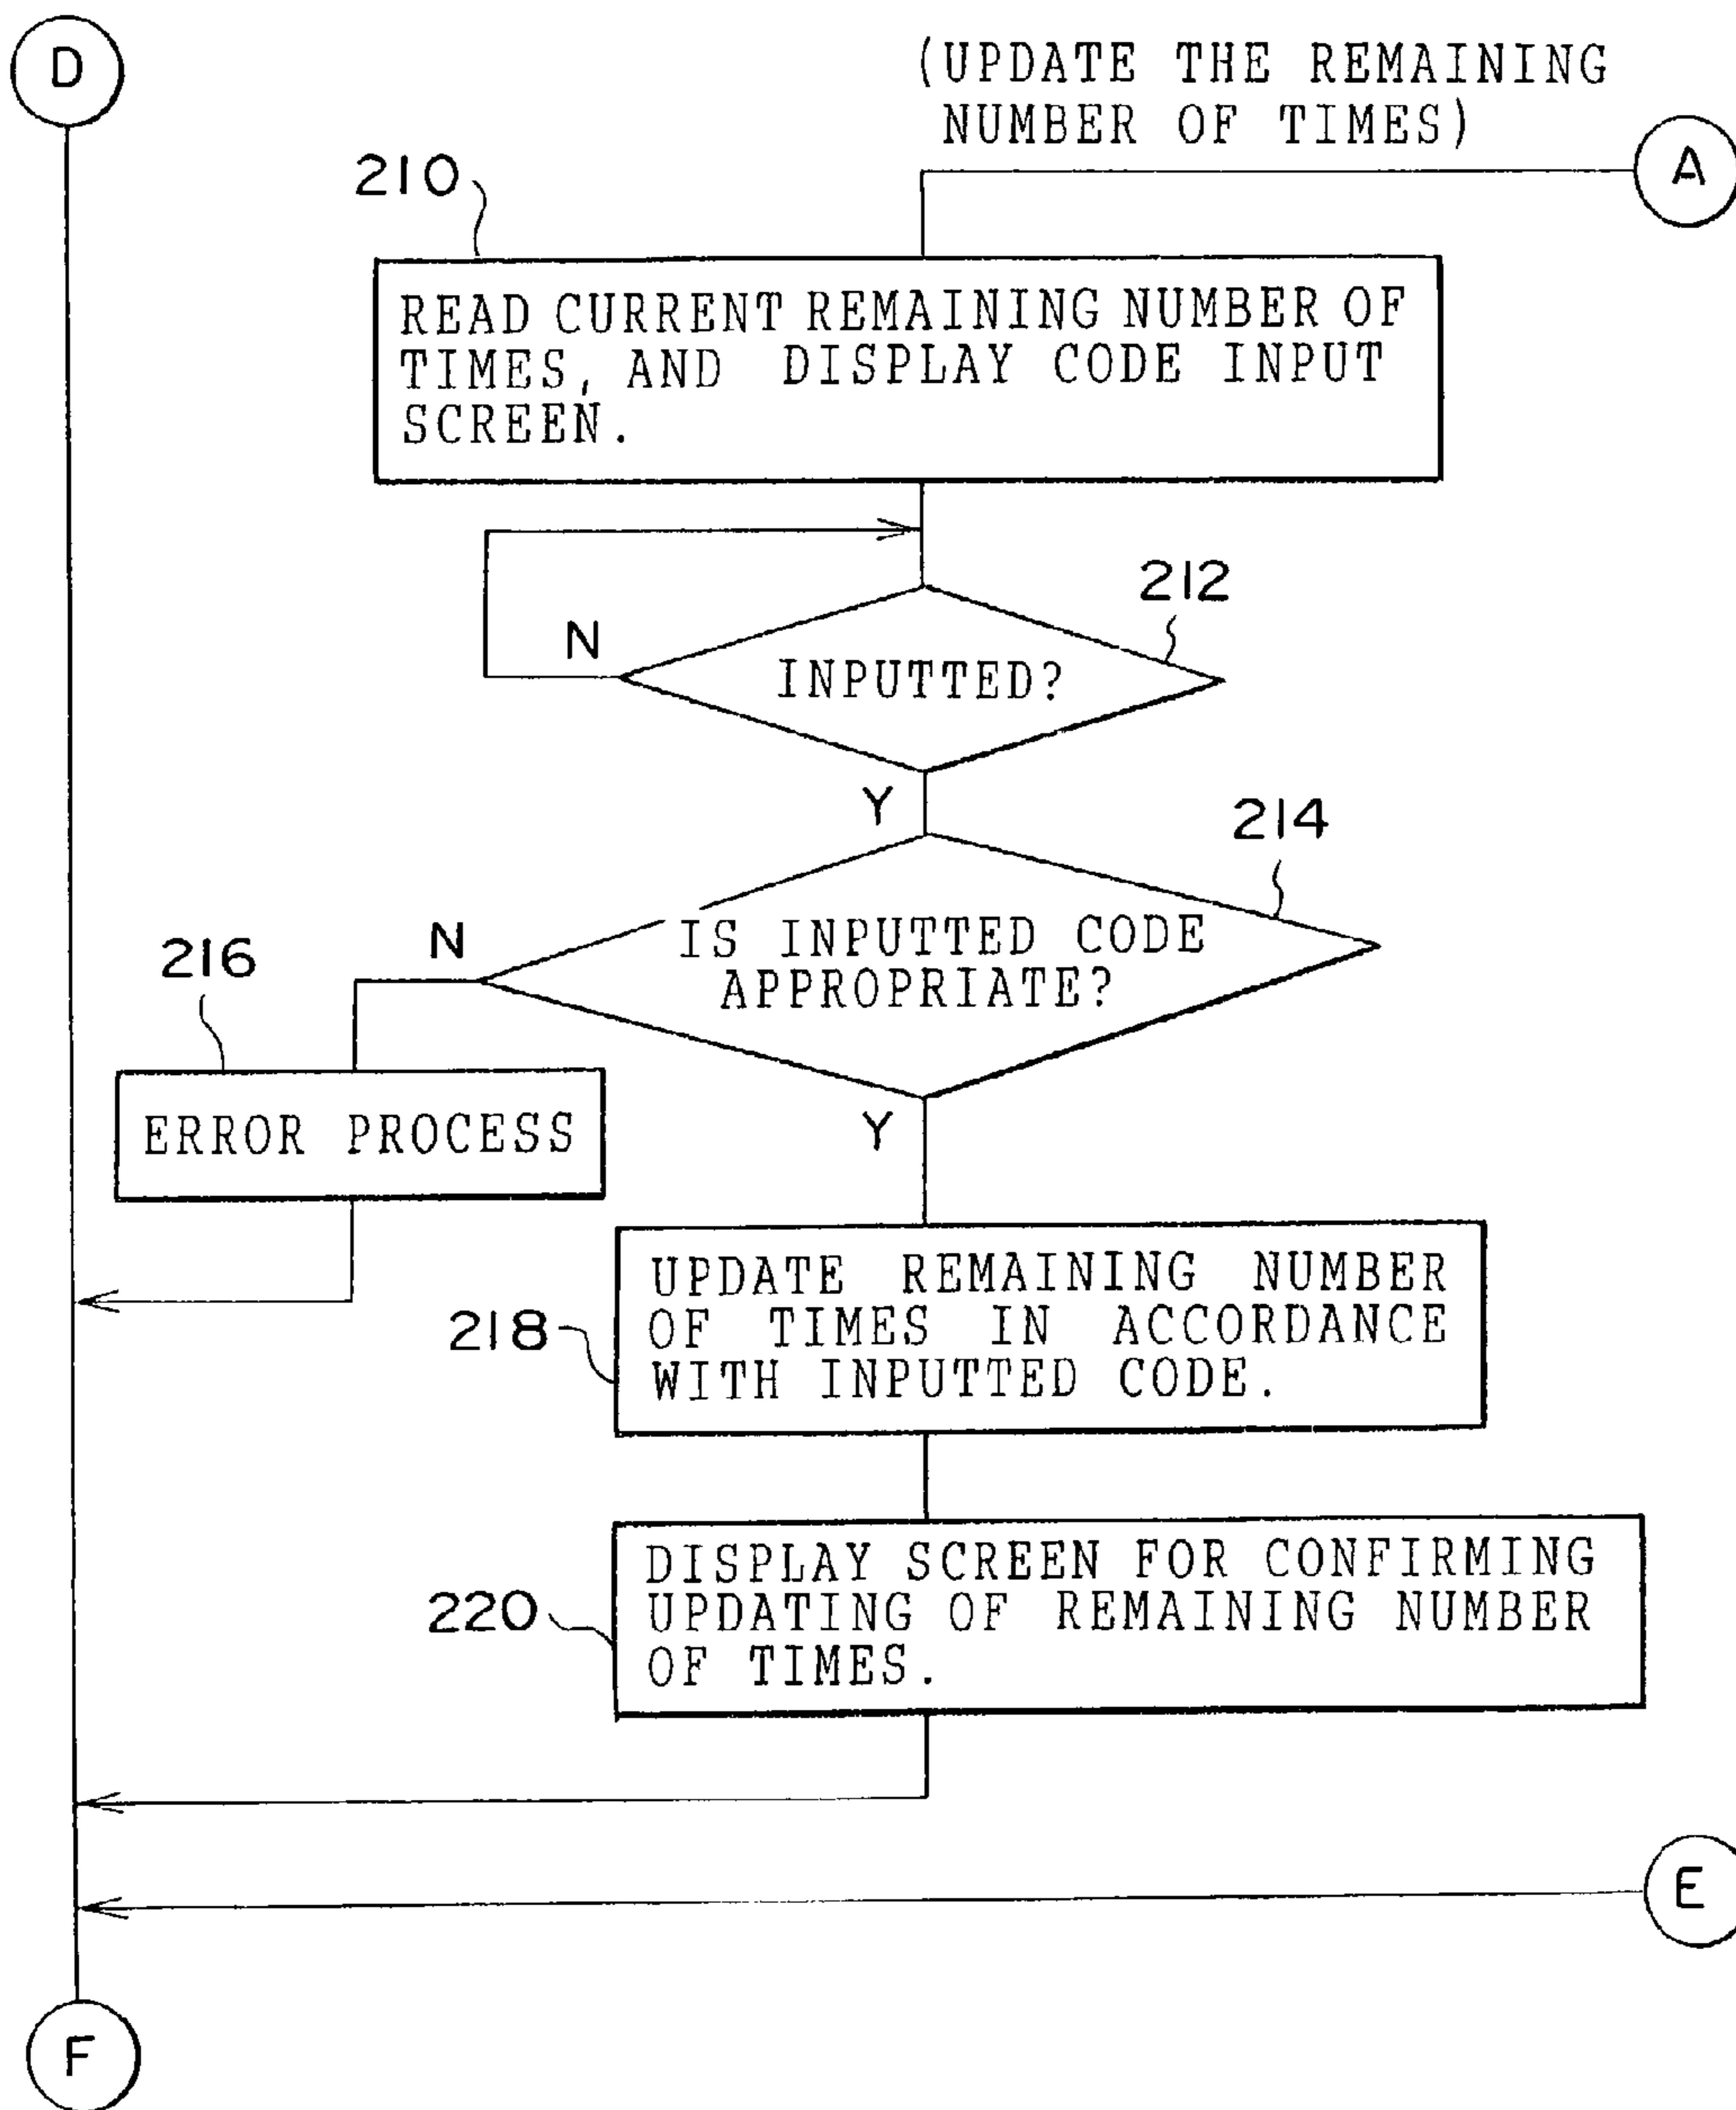 D
(UPDATE THE REMAINING
NUMBER OF TIMES)
A
210
READ CURRENT REMAINING NUMBER OF
TIMES, AND DISPLAY CODE INPUT
SCREEN.
212
N
INPUTTED?
Y
214
N
IS INPUTTED CODE
APPROPRIATE?
216
ERROR PROCESS
Y
218
UPDATE REMAINING NUMBER
OF TIMES IN ACCORDANCE
WITH INPUTTED CODE.
220
DISPLAY SCREEN FOR CONFIRMING
UPDATING OF REMAINING NUMBER
OF TIMES.
E
F